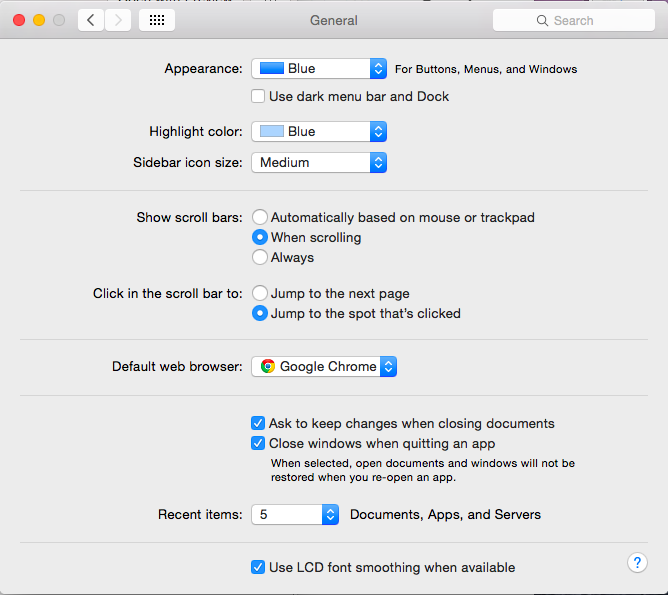 General
Search
Appearance: Blue For Buttons, Menus, and Windows
Use dark menu bar and Dock
Highlight color: Blue
Sidebar icon size: Medium
Show scroll bars: Automatically based on mouse or trackpad
When scrolling
Always
Click in the scroll bar to: Jump to the next page
Jump to the spot that's clicked
Default web browser: Google Chrome
Ask to keep changes when closing documents
Close windows when quitting an app
When selected, open documents and windows will not be
restored when you re-open an app.
Recent items: 5 Documents, Apps, and Servers
Use LCD font smoothing when available
?